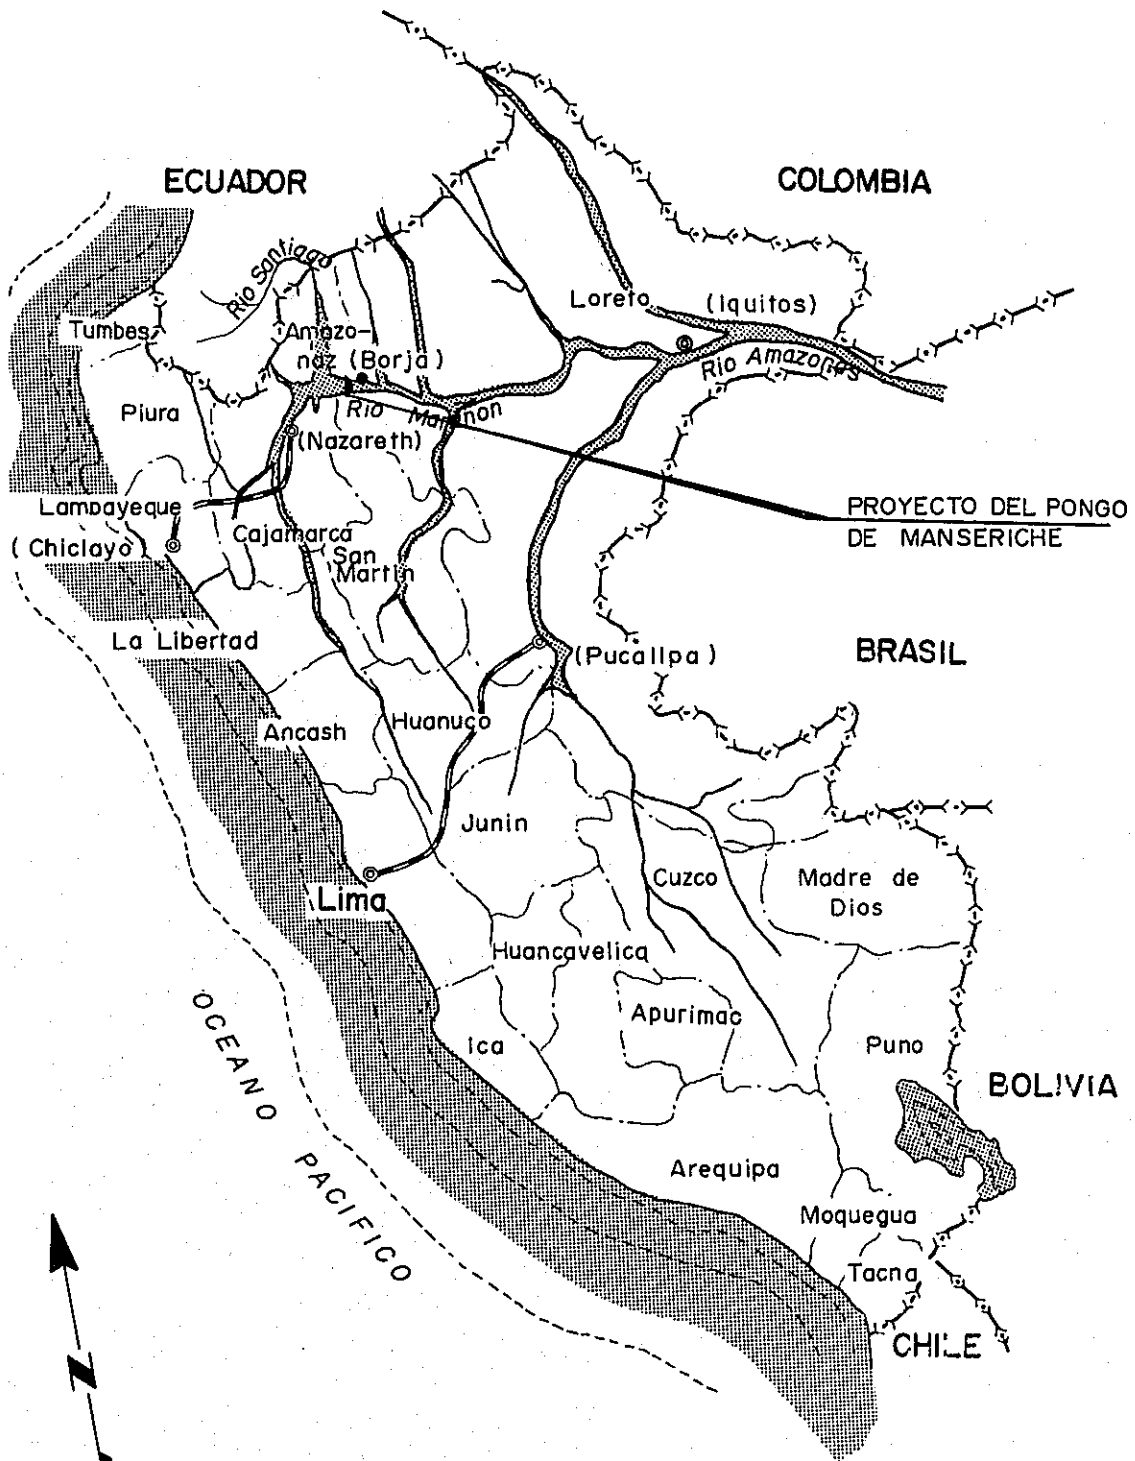 ECUADOR
COLOMBIA
Rio Santiago
Loreto
(Iquitos)
Tumbes
Amazo-
naz (Borja)
Rio Amazonas
Piura
Rio Marañon
(Nazareth)
Lambayeque
PROYECTO DEL PONGO
DE MANSERICHE
Cajamarca
(Chiclayo)
San
Martin
La Libertad
(Pucallpa)
BRASIL
Ancash
Huanuco
Junin
Lima
Cuzco
Madre de
Dios
Huancavelica
Apurimac
Ica
Puno
OCEANO PACIFICO
BOLIVIA
Arequipa
Moquegua
Tacna
CHILE
N